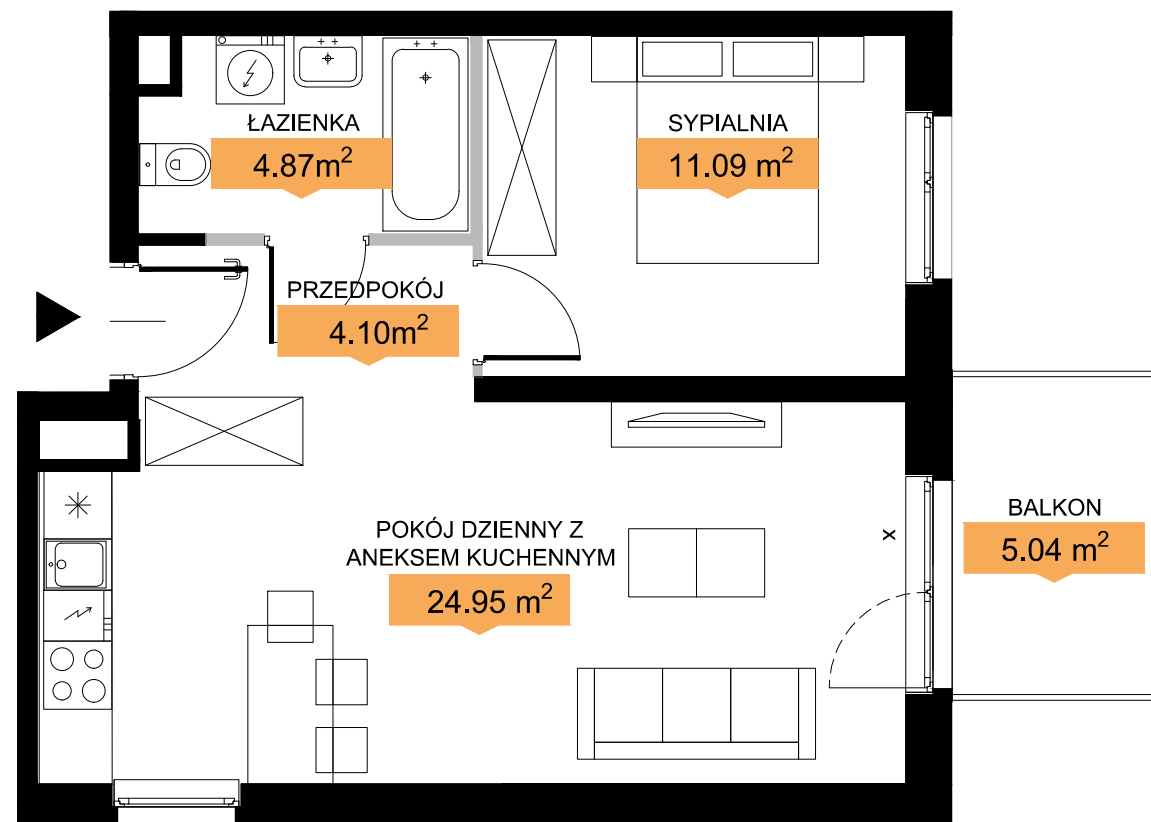 ŁAZIENKA
4.87m²
SYPIALNIA
11.09 m²
PRZEDPOKÓJ
4.10m²
POKÓJ DZIENNY Z
ANEKSEM KUCHENNYM
24.95 m²
x
BALKON
5.04 m²